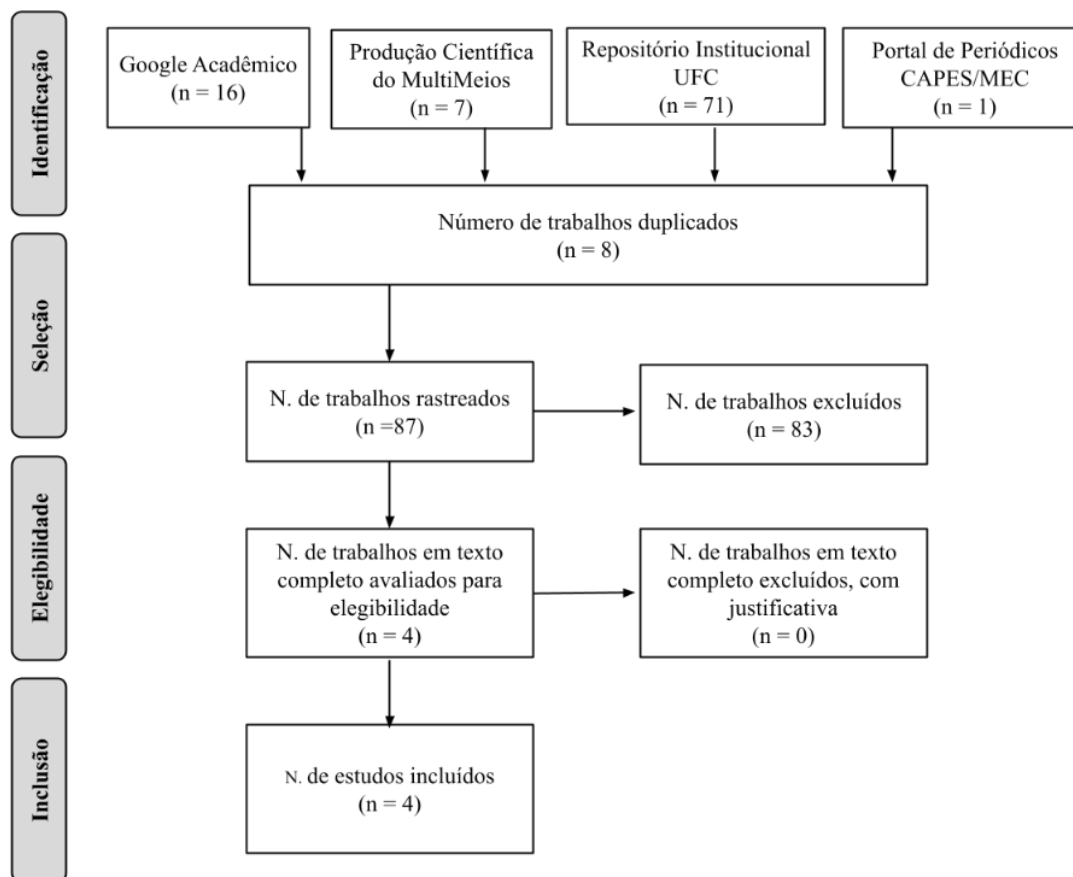 Identificação
Google Acadêmico
(n = 16)
Produção Científica
do MultiMeios
(n = 7)
Repositório Institucional
UFC
(n = 71)
Portal de Periódicos
CAPES/MEC
(n = 1)
Número de trabalhos duplicados
(n = 8)
Seleção
N. de trabalhos rastreados
(n =87)
N. de trabalhos excluídos
(n = 83)
Elegibilidade
N. de trabalhos em texto
completo avaliados para
elegibilidade
(n = 4)
N. de trabalhos em texto
completo excluídos, com
justificativa
(n = 0)
Inclusão
N. de estudos incluídos
(n = 4)